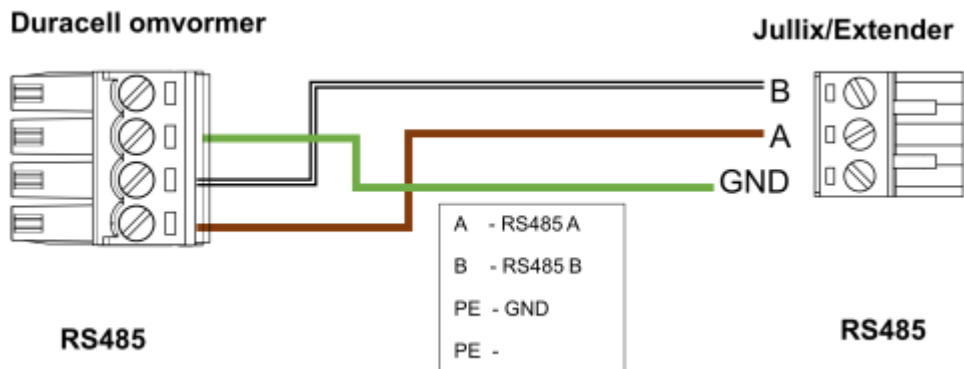 Duracell omvormer
Jullix/Extender
B
A
GND
A - RS485 A
B - RS485 B
PE - GND
PE -
RS485
RS485